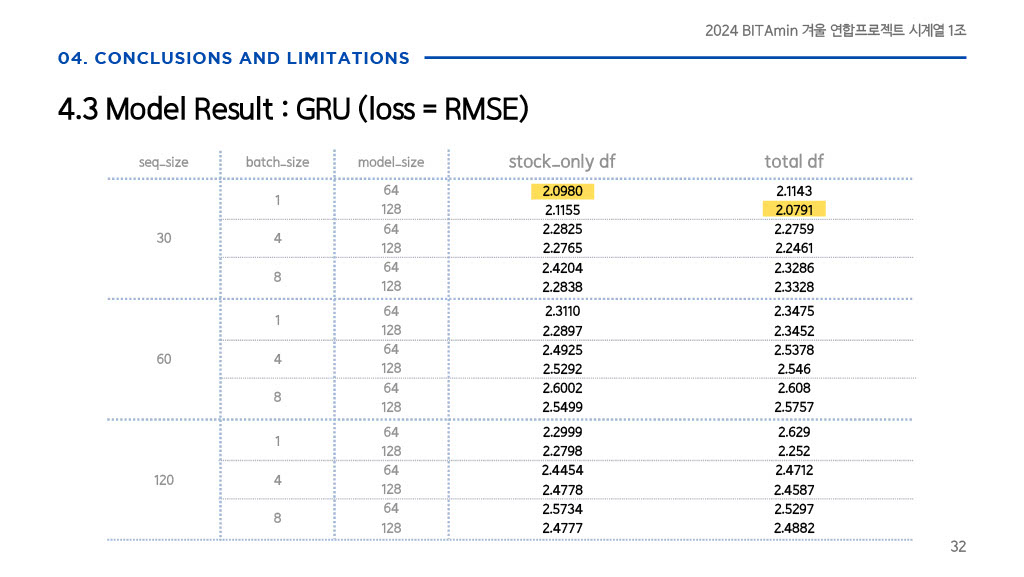 2024 BITAmin 겨울 연합프로젝트 시계열 1조
04. CONCLUSIONS AND LIMITATIONS
4.3 Model Result : GRU (loss = RMSE)
seq_size batch_size model_size stock_only df total df
30
1
64 2.0980 2.1143
128 2.1155 2.0791
4
64 2.2825 2.2759
128 2.2765 2.2461
8
64 2.4204 2.3286
128 2.2838 2.3328
60
1
64 2.3110 2.3475
128 2.2897 2.3452
4
64 2.4925 2.5378
128 2.5292 2.546
8
64 2.6002 2.608
128 2.5499 2.5757
120
1
64 2.2999 2.629
128 2.2798 2.252
4
64 2.4454 2.4712
128 2.4778 2.4587
8
64 2.5734 2.5297
128 2.4777 2.4882
32